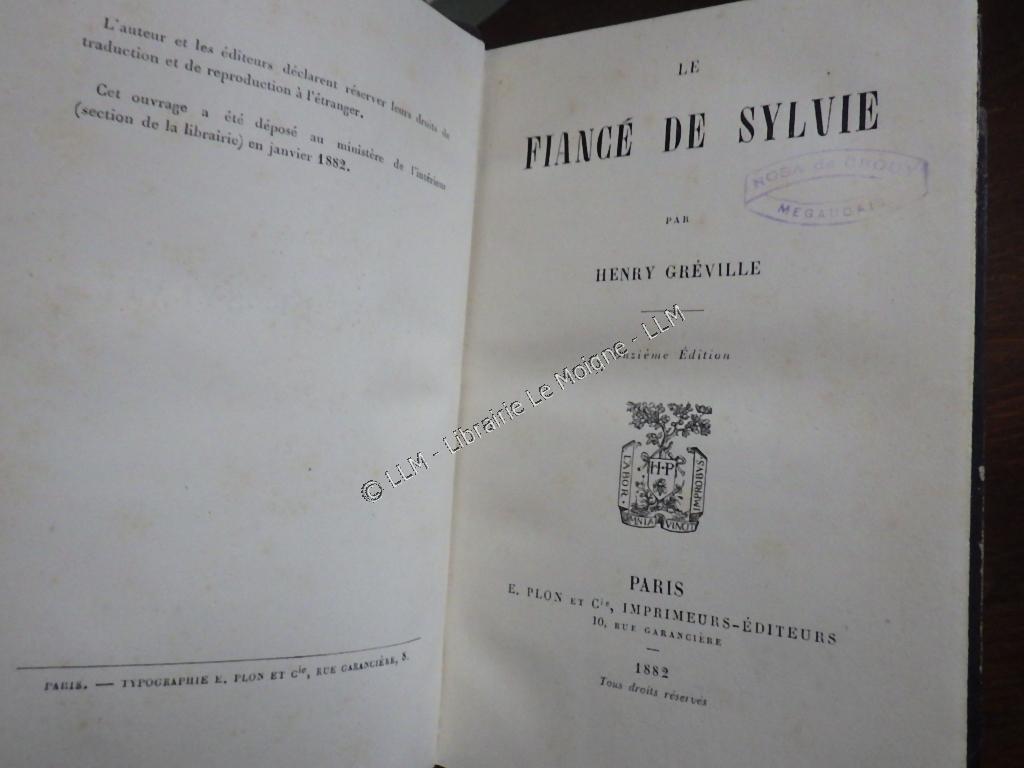 L'auteur et les éditeurs déclarent réserver leurs droits de
traduction et de reproduction à l'étranger.
Cet ouvrage a été déposé au ministère de l'intérieur
(section de la librairie) en janvier 1882.
PARIS. — TYPOGRAPHIE E. PLON ET Cie, RUE GARANCIÈRE, 8.
LE
FIANCÉ DE SYLVIE
PAR
HENRY GRÉVILLE
Édition
H·P
LABOR
OMNIA
VINCIT
IMPROBUS
PARIS
E. PLON ET Cie, IMPRIMEURS-ÉDITEURS
10, RUE GARANCIÈRE
1882
Tous droits réservés
© LLM - Librairie Le Moigne - LLM